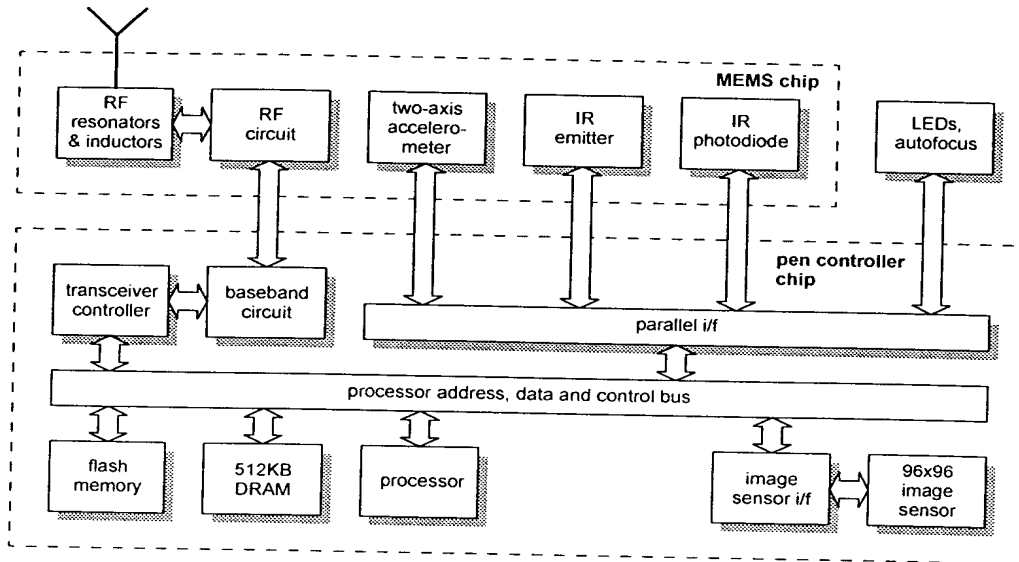 MEMS chip
RF
resonators
& inductors
RF
circuit
two-axis
accelero-
meter
IR
emitter
IR
photodiode
LEDs,
autofocus
pen controller
chip
transceiver
controller
baseband
circuit
parallel i/f
processor address, data and control bus
flash
memory
512KB
DRAM
processor
image
sensor i/f
96x96
image
sensor